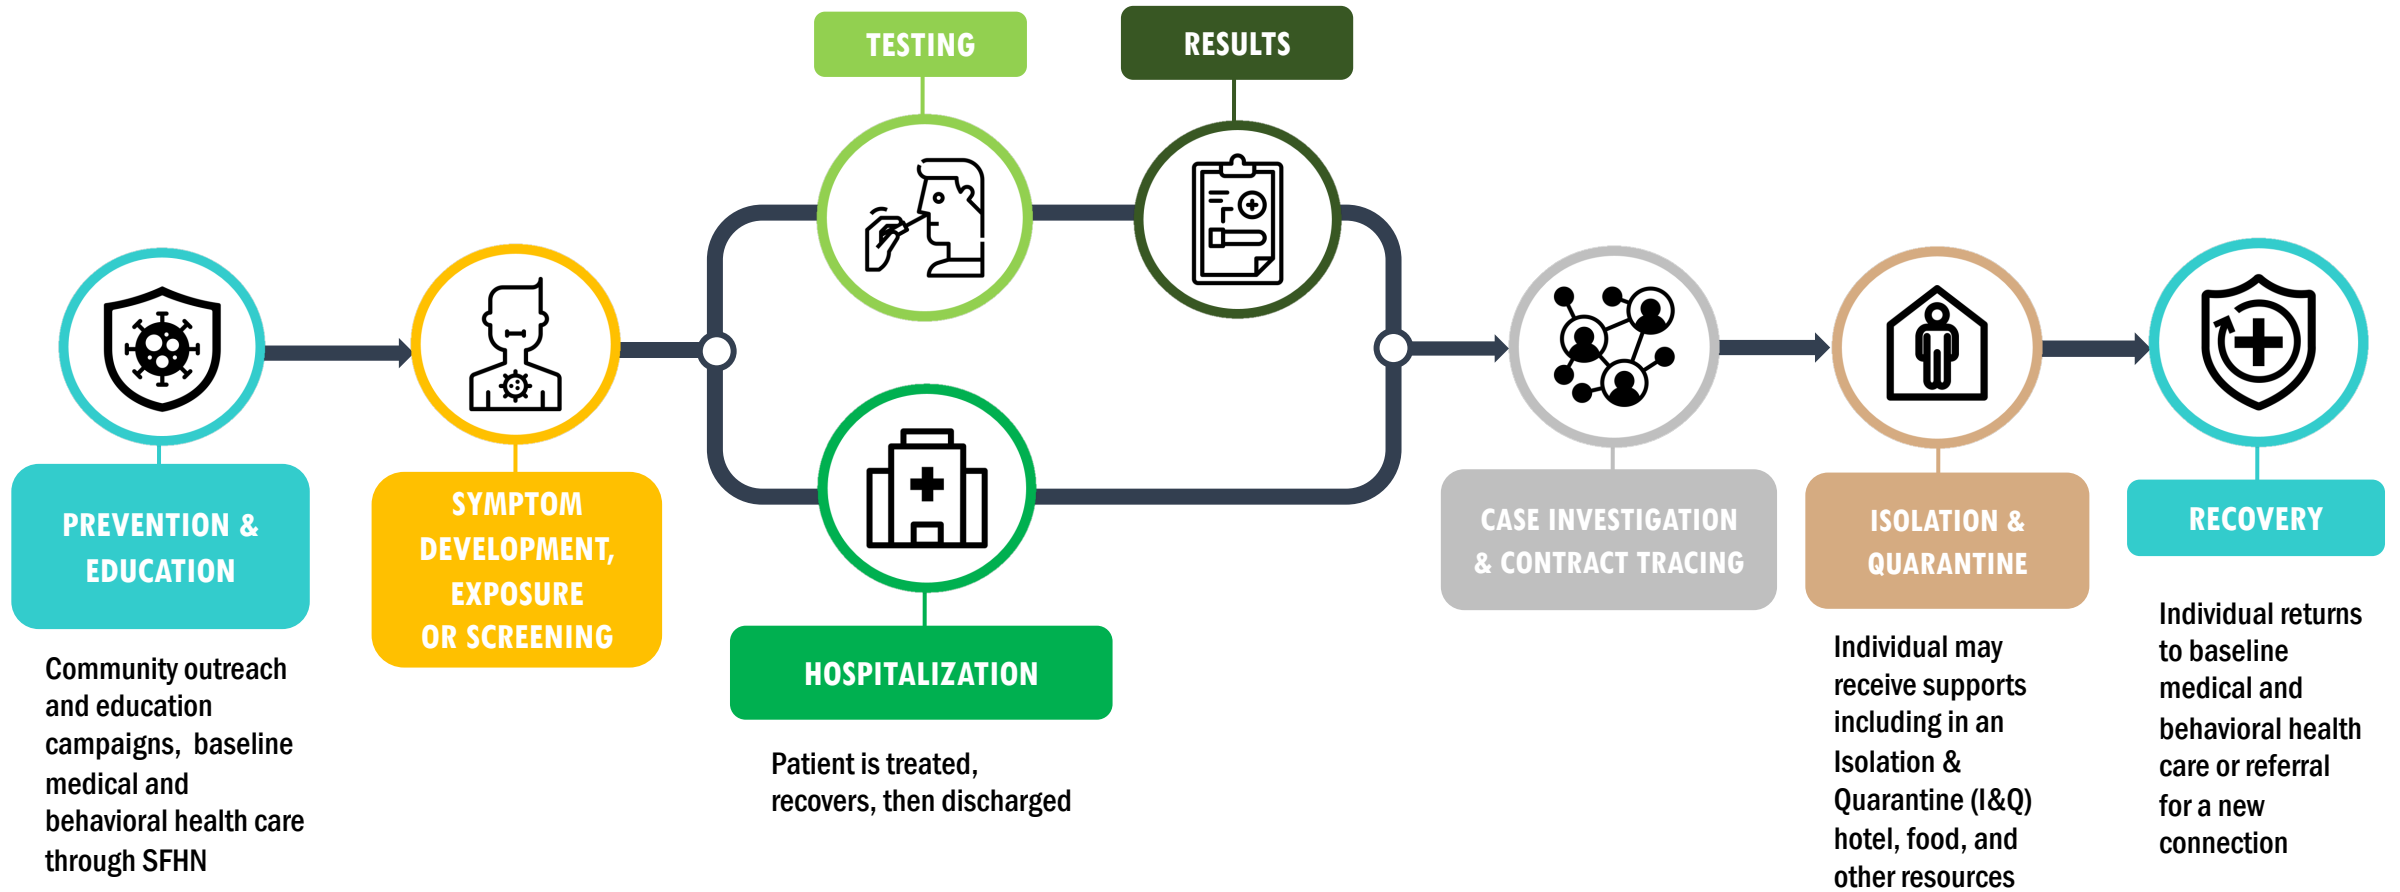 TESTING
RESULTS
PREVENTION &
EDUCATION
Community outreach
and education
campaigns, baseline
medical and
behavioral health care
through SFHN
SYMPTOM
DEVELOPMENT,
EXPOSURE
OR SCREENING
HOSPITALIZATION
Patient is treated,
recovers, then discharged
CASE INVESTIGATION
& CONTRACT TRACING
ISOLATION &
QUARANTINE
Individual may
receive supports
including in an
Isolation &
Quarantine (I&Q)
hotel, food, and
other resources
RECOVERY
Individual returns
to baseline
medical and
behavioral health
care or referral
for a new
connection